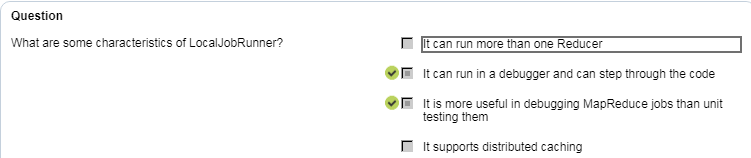 Question
What are some characteristics of LocalJobRunner?
It can run more than one Reducer
It can run in a debugger and can step through the code
It is more useful in debugging MapReduce jobs than unit
testing them
It supports distributed caching